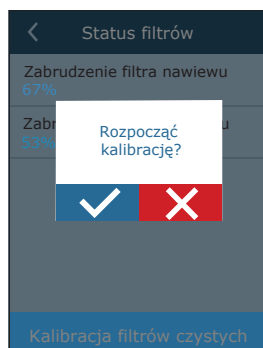 Status filtrów
Zabrudzenie filtra nawiewu
67%
Zabr u
53%
Rozpocząć
kalibrację?
Kalibracja filtrów czystych